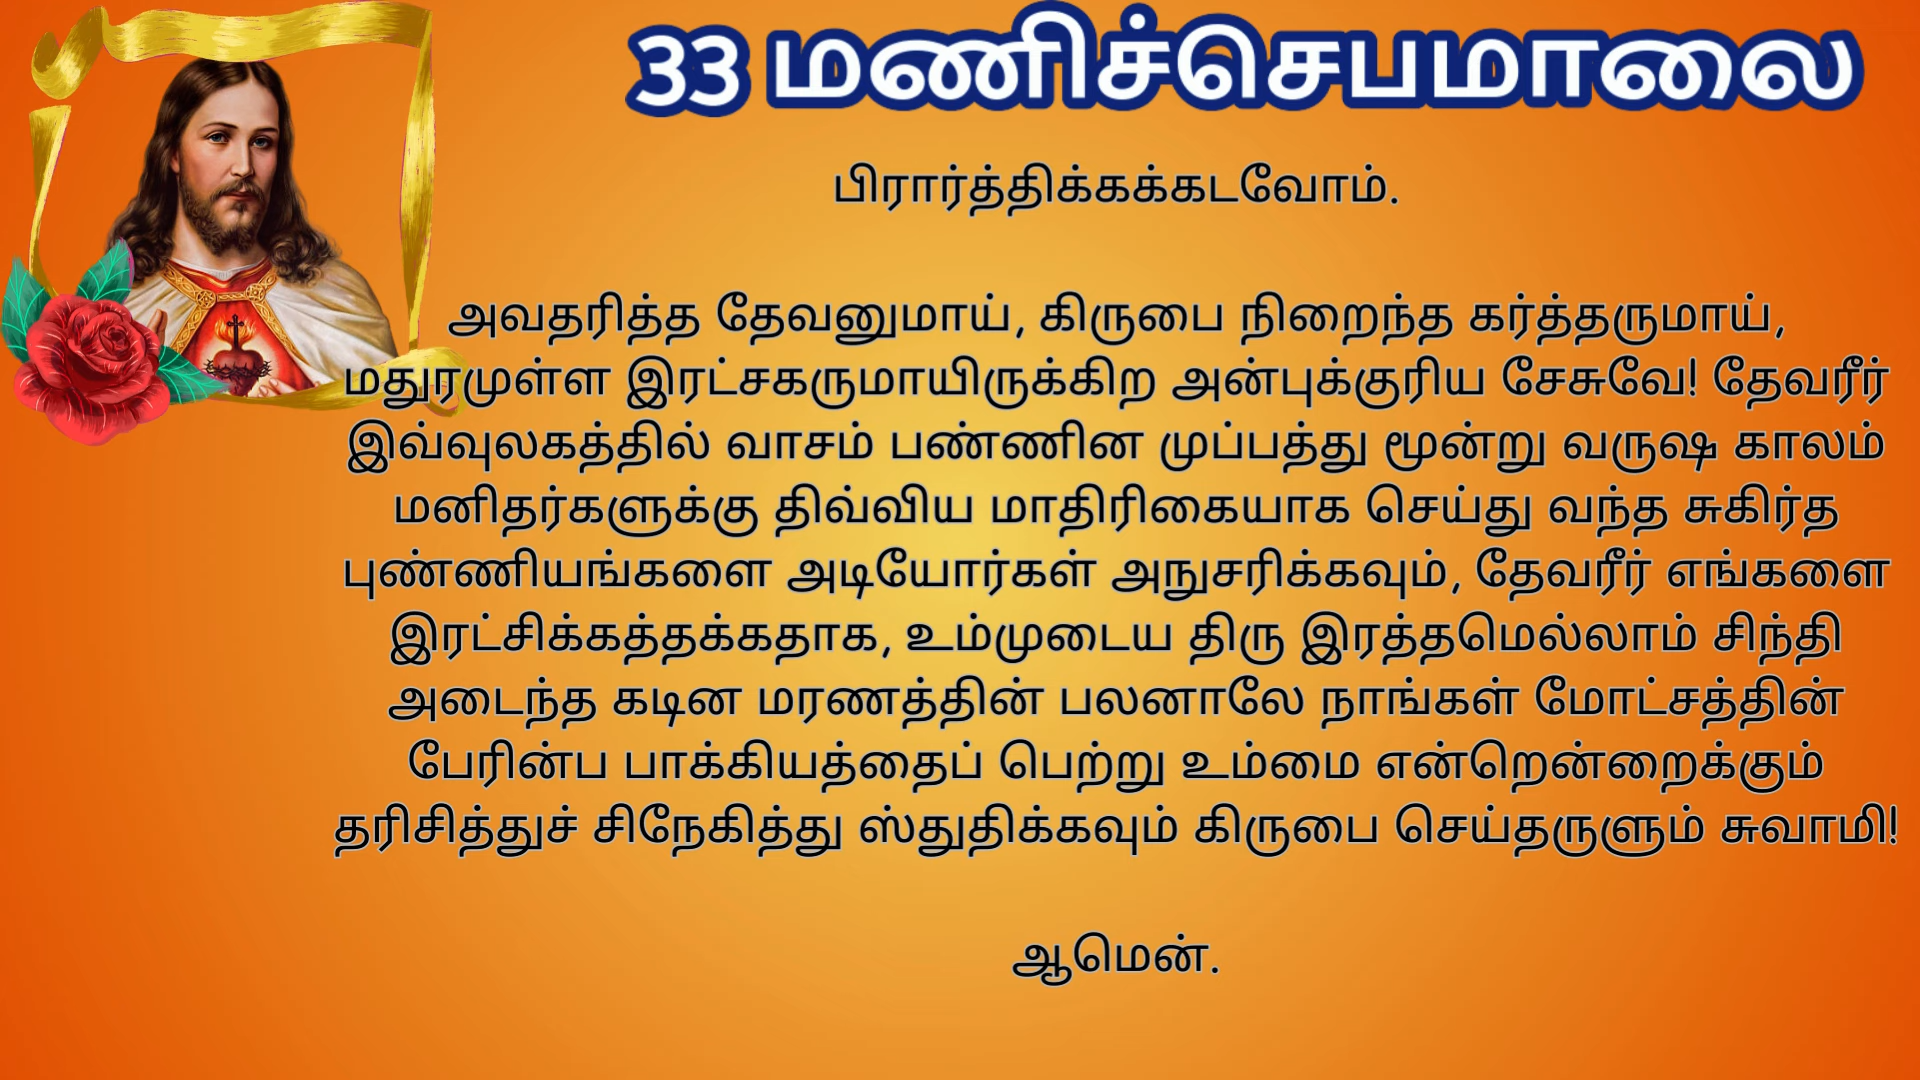 33 மணிச்செபமாலை
பிரார்த்திக்கக்கடவோம்.
அவதரித்த தேவனுமாய், கிருபை நிறைந்த கர்த்தருமாய்,
மதுரமுள்ள இரட்சகருமாயிருக்கிற அன்புக்குரிய சேசுவே! தேவரீர்
இவ்வுலகத்தில் வாசம் பண்ணின முப்பத்து மூன்று வருஷ காலம்
மனிதர்களுக்கு திவ்விய மாதிரிகையாக செய்து வந்த சுகிர்த
புண்ணியங்களை அடியோர்கள் அநுசரிக்கவும், தேவரீர் எங்களை
இரட்சிக்கத்தக்கதாக, உம்முடைய திரு இரத்தமெல்லாம் சிந்தி
அடைந்த கடின மரணத்தின் பலனாலே நாங்கள் மோட்சத்தின்
பேரின்ப பாக்கியத்தைப் பெற்று உம்மை என்றென்றைக்கும்
தரிசித்துச் சிநேகித்து ஸ்துதிக்கவும் கிருபை செய்தருளும் சுவாமி!
ஆமென்.